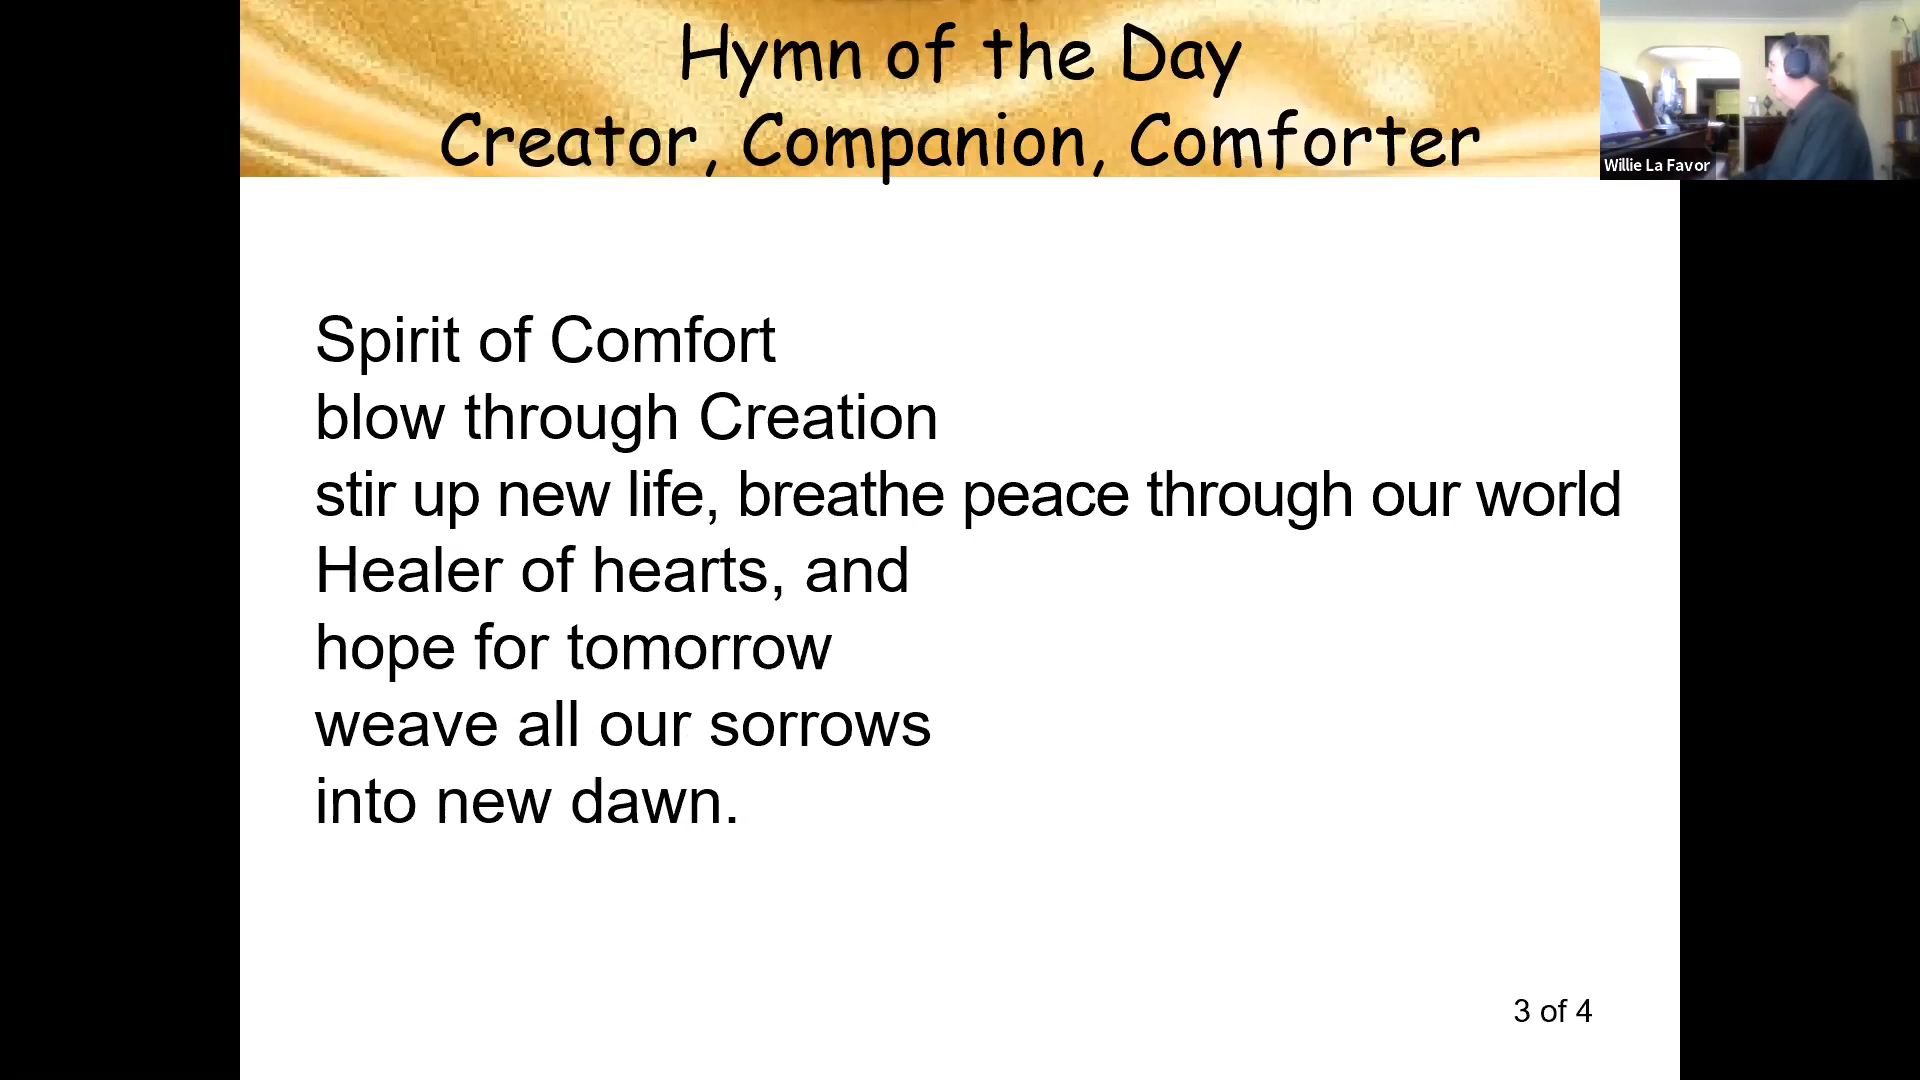 Hymn of the Day
Creator, Companion, Comforter
Willie La Favor
Spirit of Comfort
blow through Creation
stir up new life, breathe peace through our world
Healer of hearts, and
hope for tomorrow
weave all our sorrows
into new dawn.
3 of 4